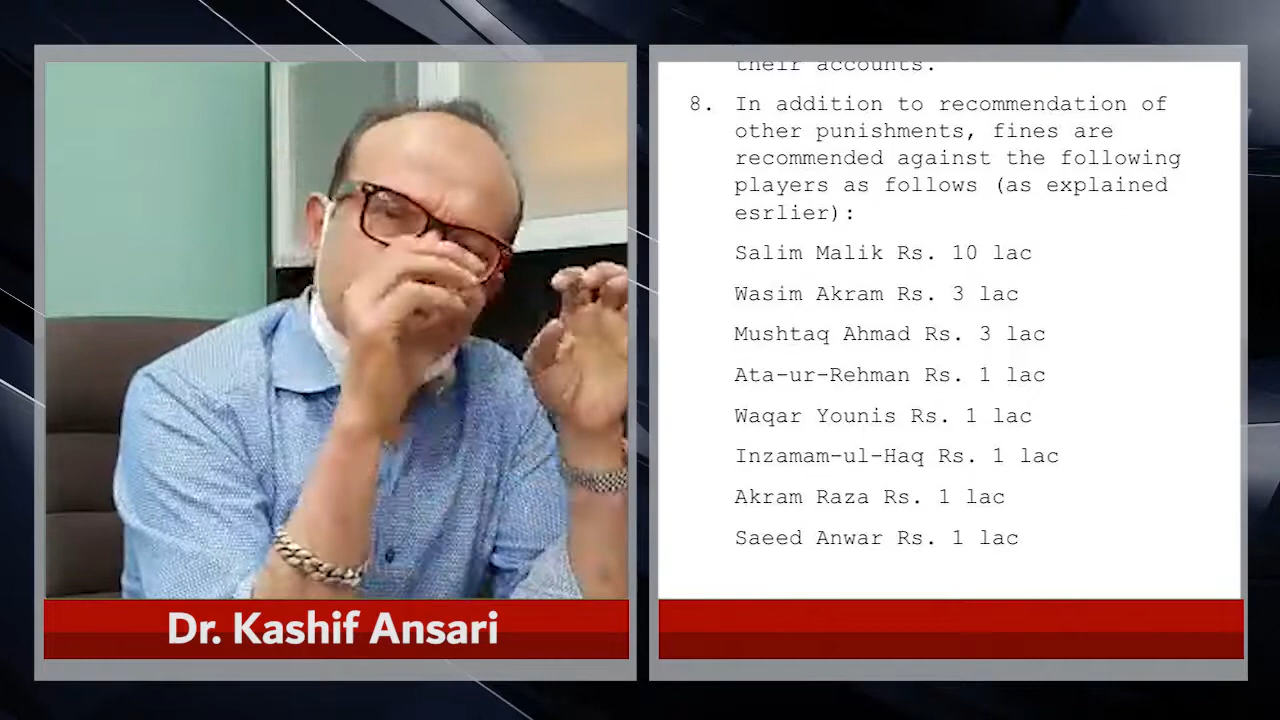 their accounts.
8. In addition to recommendation of
other punishments, fines are
recommended against the following
players as follows (as explained
esrlier):
Salim Malik Rs. 10 lac
Wasim Akram Rs. 3 lac
Mushtaq Ahmad Rs. 3 lac
Ata-ur-Rehman Rs. 1 lac
Waqar Younis Rs. 1 lac
Inzamam-ul-Haq Rs. 1 lac
Akram Raza Rs. 1 lac
Saeed Anwar Rs. 1 lac
Dr. Kashif Ansari